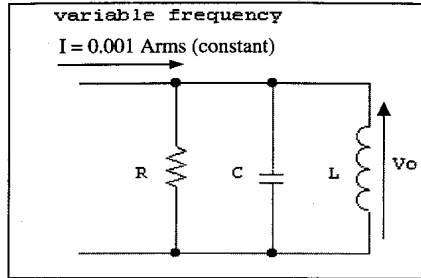 variable frequency
I = 0.001 Arms (constant)
R
C
L
Vo